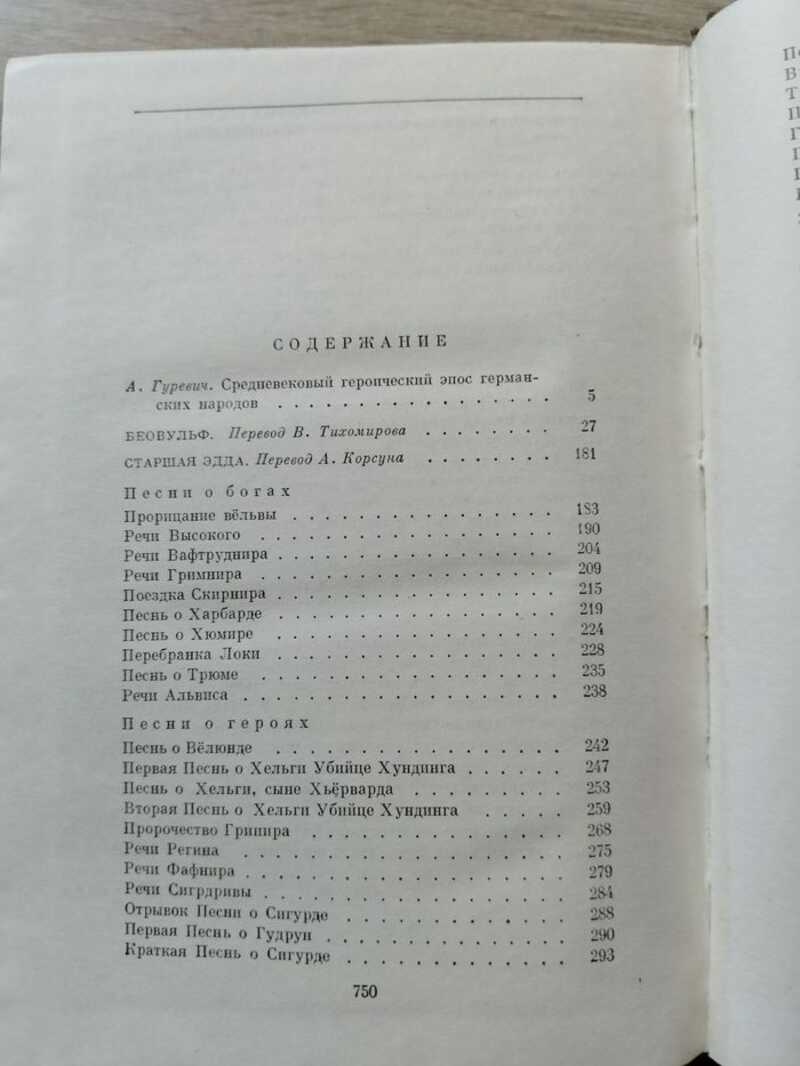 СОДЕРЖАНИЕ
А. Гуревич. Средневековый героический эпос герман-
ских народов . . . . . . . . . . . . . . . . . 5
БЕОВУЛЬФ. Перевод В. Тихомирова . . . . . . . . 27
СТАРШАЯ ЭДДА. Перевод А. Корсуна . . . . . . . . 181
Песни о богах
Прорицание вёльвы . . . . . . . . . . . . . . . . 183
Речи Высокого . . . . . . . . . . . . . . . . . . 190
Речи Вафтруднира . . . . . . . . . . . . . . . . . 204
Речи Гримнира . . . . . . . . . . . . . . . . . . 209
Поездка Скирнира . . . . . . . . . . . . . . . . . 215
Песнь о Харбарде . . . . . . . . . . . . . . . . . 219
Песнь о Хюмире . . . . . . . . . . . . . . . . . 224
Перебранка Локи . . . . . . . . . . . . . . . . . 228
Песнь о Трюме . . . . . . . . . . . . . . . . . . 235
Речи Альвиса . . . . . . . . . . . . . . . . . . . 238
Песни о героях
Песнь о Вёлюнде . . . . . . . . . . . . . . . . . 242
Первая Песнь о Хельги Убийце Хундинга . . . . . . 247
Песнь о Хельги, сыне Хьёрварда . . . . . . . . . 253
Вторая Песнь о Хельги Убийце Хундинга . . . . . 259
Пророчество Грипира . . . . . . . . . . . . . . . 268
Речи Регина . . . . . . . . . . . . . . . . . . . 275
Речи Фафнира . . . . . . . . . . . . . . . . . . . 279
Речи Сигрдривы . . . . . . . . . . . . . . . . . . 284
Отрывок Песни о Сигурде . . . . . . . . . . . . . 288
Первая Песнь о Гудрун . . . . . . . . . . . . . . 290
Краткая Песнь о Сигурде . . . . . . . . . . . . . 293
750